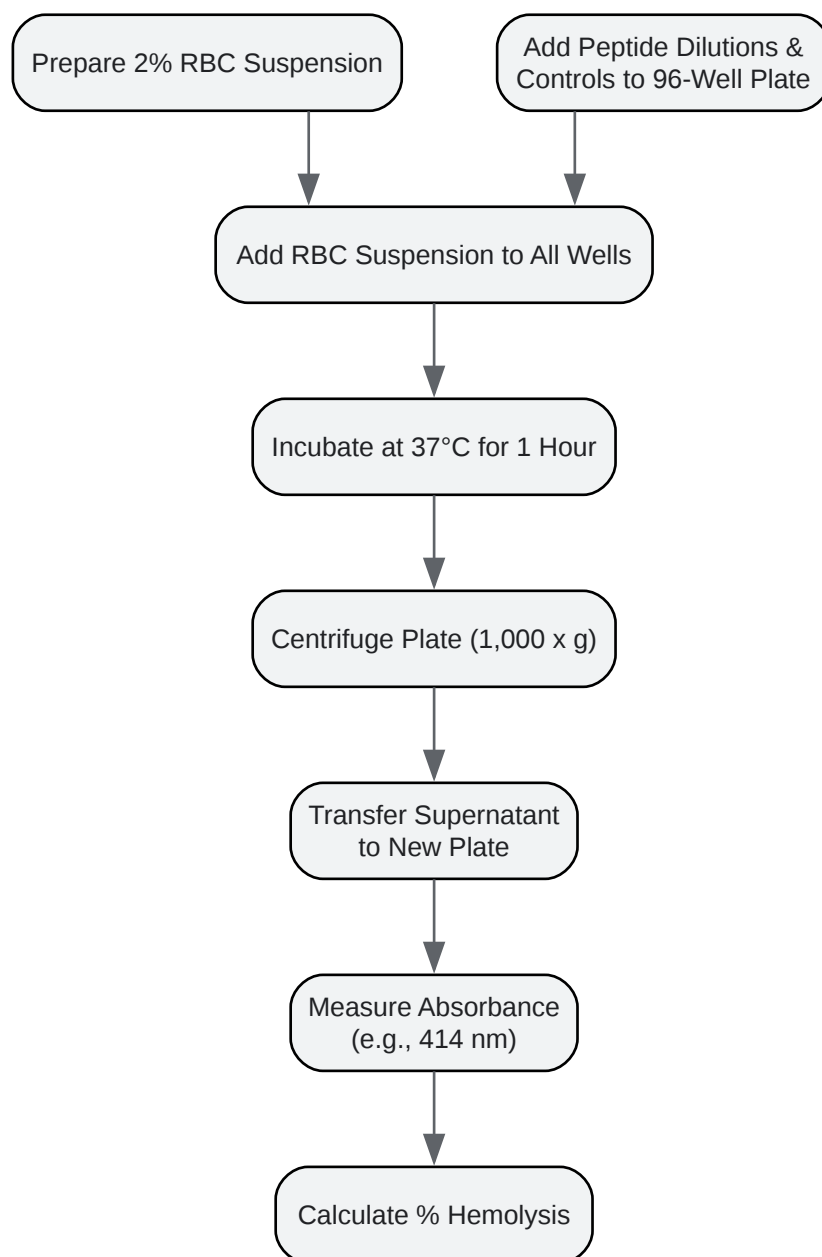 Prepare 2% RBC Suspension
Add Peptide Dilutions &
Controls to 96-Well Plate
Add RBC Suspension to All Wells
Incubate at 37°C for 1 Hour
Centrifuge Plate (1,000 x g)
Transfer Supernatant
to New Plate
Measure Absorbance
(e.g., 414 nm)
Calculate % Hemolysis